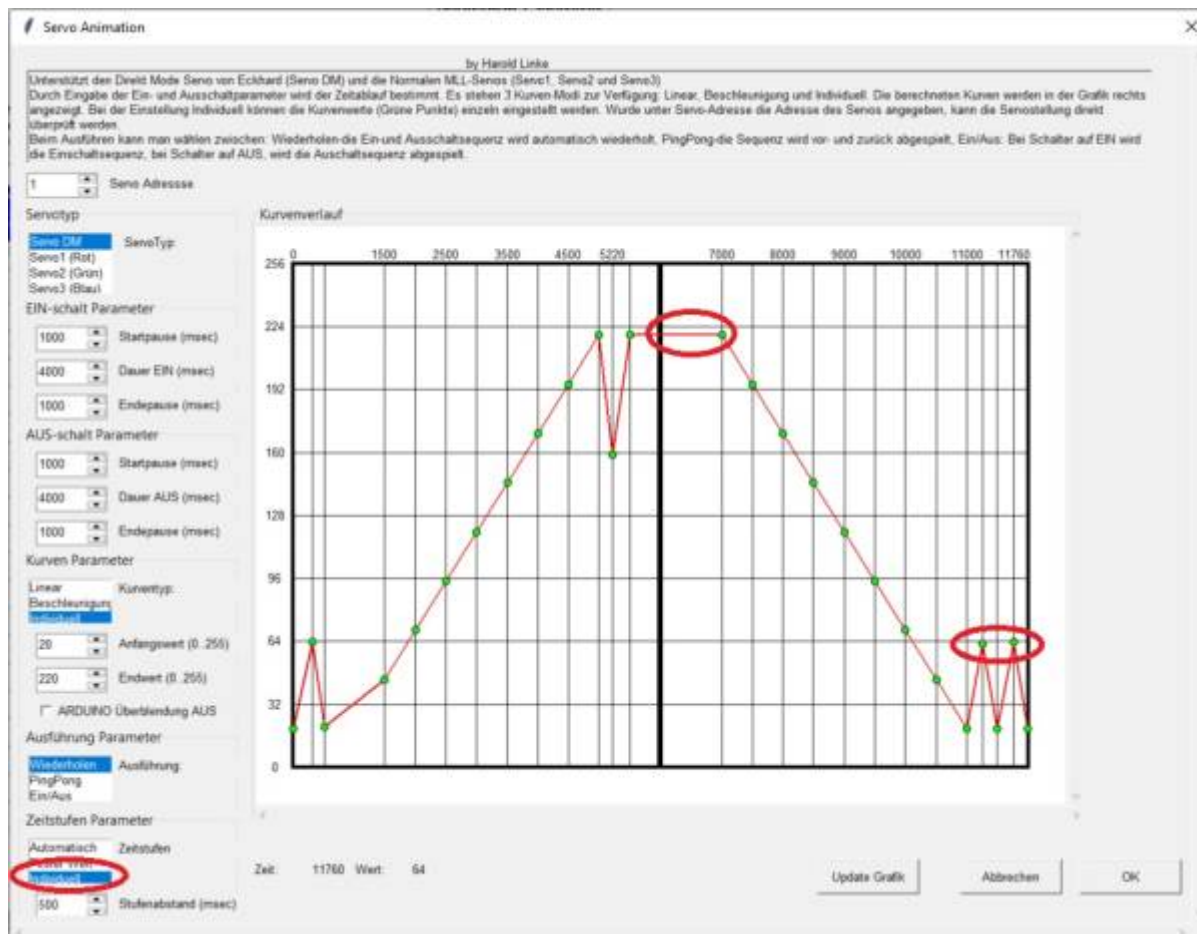 Servo Animation
by Harold Linke
Unterstützt den Direkt Mode Servo von Eckhard (Servo DM) und die Normalen MLL-Servos (Servo1, Servo2 und Servo3)
Durch Eingabe der Ein- und Ausschaltparameter wird der Zeitablauf bestimmt. Es stehen 3 Kurven-Modi zur Verfügung: Linear, Beschleunigung und Individuell. Die berechneten Kurven werden in der Grafik rechts
angezeigt. Bei der Einstellung Individuell können die Kurvenwerte (Grüne Punkte) einzeln eingestellt werden. Wurde unter Servo-Adresse die Adresse des Servos angegeben, kann die Servostellung direkt
überprüft werden.
Beim Ausführen kann man wählen zwischen: Wiederholen-die Ein-und Ausschaltsequenz wird automatisch wiederholt, PingPong-die Sequenz wird vor- und zurück abgespielt, Ein/Aus: Bei Schalter auf EIN wird
die Einschaltsequenz, bei Schalter auf AUS, wird die Auschaltsequenz abgespielt.
1 Servo Adressse
Servotyp
Servo DM ServoTyp:
Servo1 (Rot)
Servo2 (Grün)
Servo3 (Blau)
EIN-schalt Parameter
1000 Startpause (msec)
4000 Dauer EIN (msec)
1000 Endepause (msec)
AUS-schalt Parameter
1000 Startpause (msec)
4000 Dauer AUS (msec)
1000 Endepause (msec)
Kurven Parameter
Linear Kurventyp:
Beschleunigung
Individuell
20 Anfangswert (0..255)
220 Endwert (0..255)
ARDUINO Überblendung AUS
Ausführung Parameter
Wiederholen Ausführung:
PingPong
Ein/Aus
Zeitstufen Parameter
Automatisch Zeitstufen
Individuell
500 Stufenabstand (msec)
Kurvenverlauf
0 1500 2500 3500 4500 5220 7000 8000 9000 10000 11000 11760
256
224
192
160
128
96
64
32
0
Zeit: 11760 Wert: 64
Update Grafik Abbrechen OK